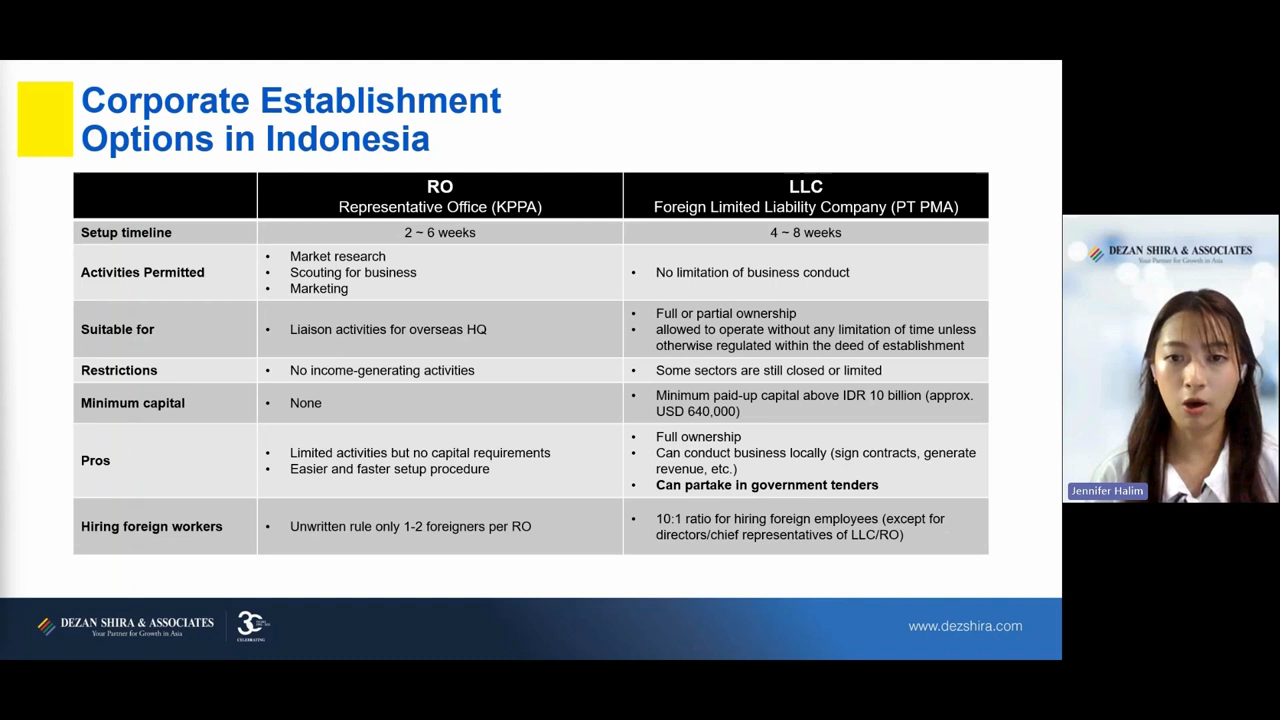 Corporate Establishment
Options in Indonesia
RO
Representative Office (KPPA)
LLC
Foreign Limited Liability Company (PT PMA)
Setup timeline
2 ~ 6 weeks
4 ~ 8 weeks
Activities Permitted
• Market research
• Scouting for business
• Marketing
• No limitation of business conduct
Suitable for
• Liaison activities for overseas HQ
• Full or partial ownership
• allowed to operate without any limitation of time unless
otherwise regulated within the deed of establishment
Restrictions
• No income-generating activities
• Some sectors are still closed or limited
Minimum capital
• None
• Minimum paid-up capital above IDR 10 billion (approx.
USD 640,000)
Pros
• Limited activities but no capital requirements
• Easier and faster setup procedure
• Full ownership
• Can conduct business locally (sign contracts, generate
revenue, etc.)
• Can partake in government tenders
Hiring foreign workers
• Unwritten rule only 1-2 foreigners per RO
• 10:1 ratio for hiring foreign employees (except for
directors/chief representatives of LLC/RO)
DEZAN SHIRA & ASSOCIATES
Your Partner for Growth in Asia
30
CELEBRATING
www.dezshira.com
DEZAN SHIRA & ASSOCIATES
Your Partner for Growth in Asia
Jennifer Halim